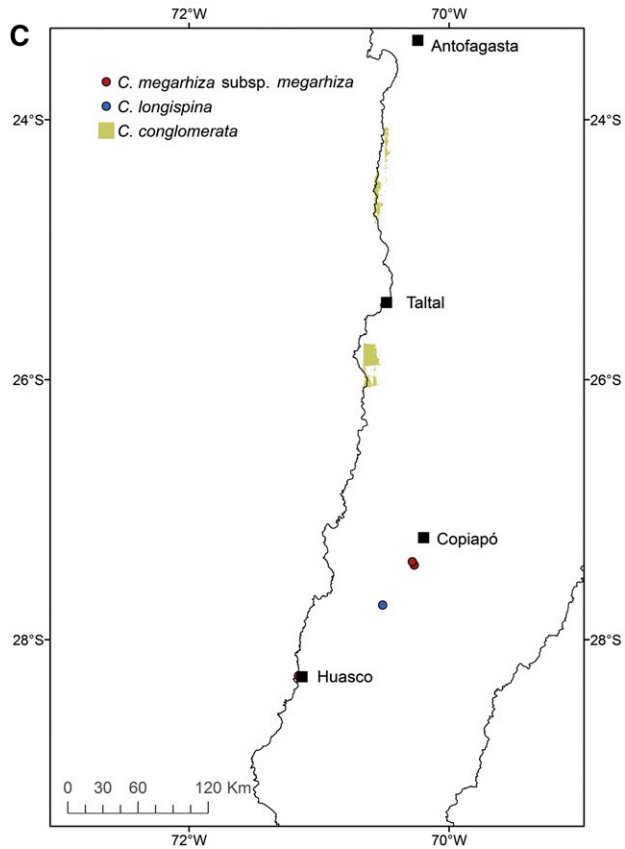 C
72°W 70°W
Antofagasta
C. megarhiza subsp. megarhiza
C. longispina
24°S 24°S
C. conglomerata
Taltal
26°S 26°S
Copiapó
28°S 28°S
Huasco
0 30 60 120 Km
72°W 70°W